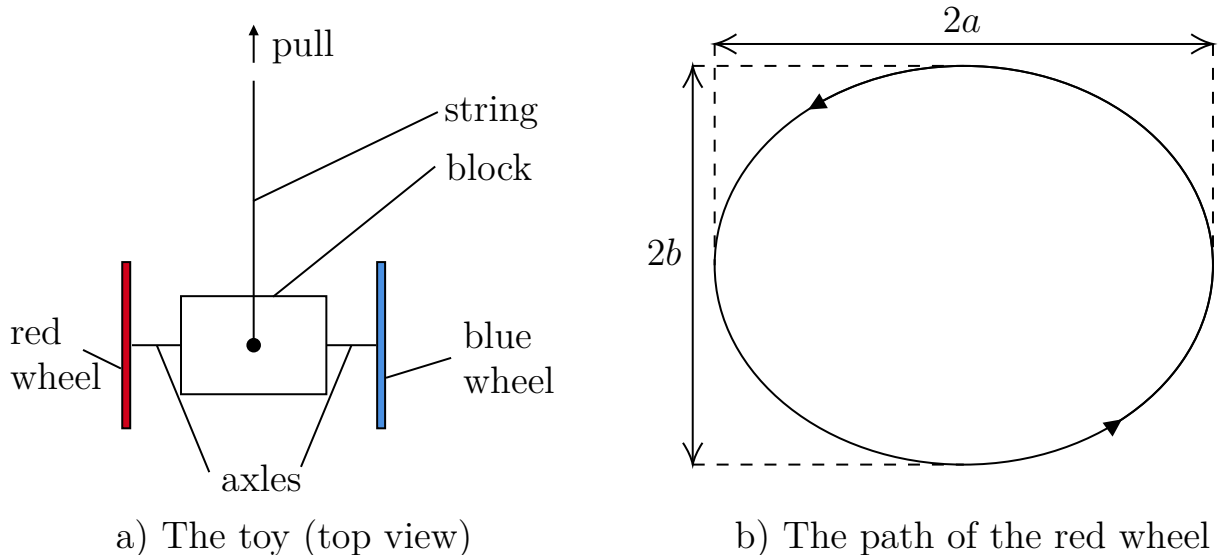 pull
string
block
red
wheel
blue
wheel
axles
a) The toy (top view)
2a
2b
b) The path of the red wheel